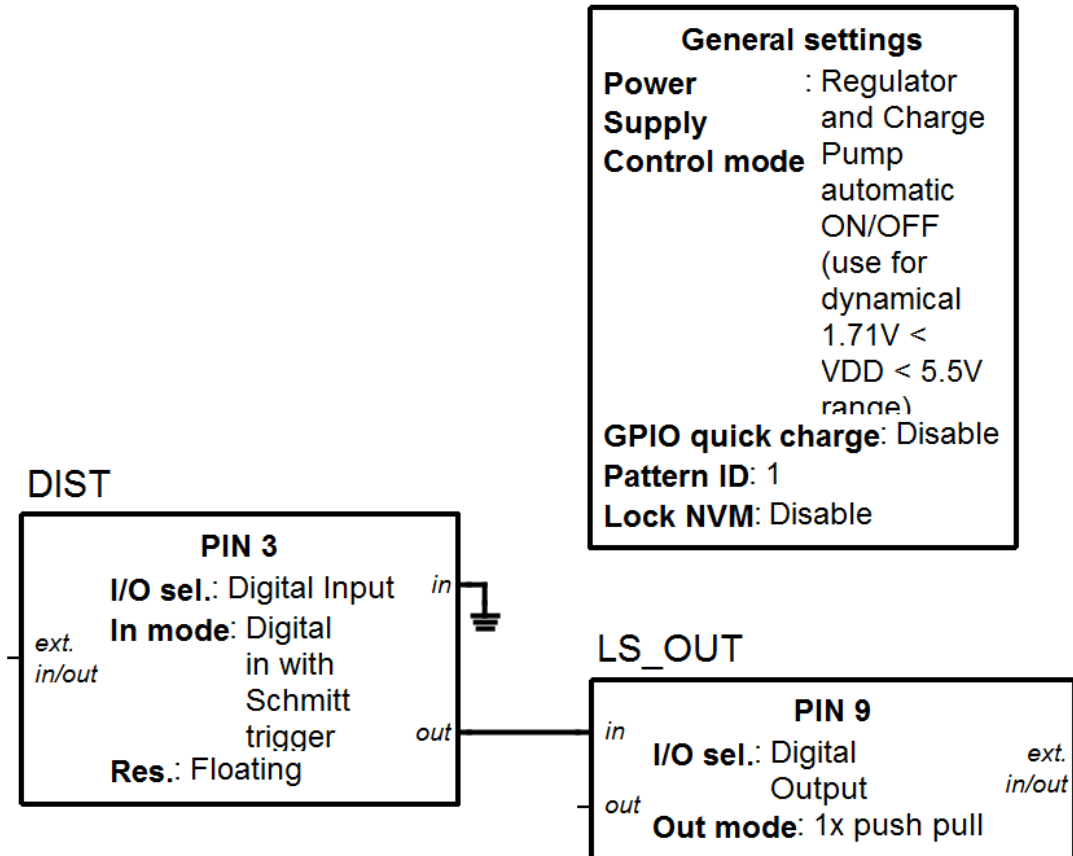 General settings
Power : Regulator
Supply and Charge
Control mode Pump
automatic
ON/OFF
(use for
dynamical
1.71V <
VDD < 5.5V
range)
GPIO quick charge: Disable
Pattern ID: 1
Lock NVM: Disable
DIST
PIN 3
I/O sel.: Digital Input in
ext. In mode: Digital
in/out in with
Schmitt
trigger out
Res.: Floating
LS_OUT
PIN 9
in I/O sel.: Digital ext.
out Output in/out
Out mode: 1x push pull